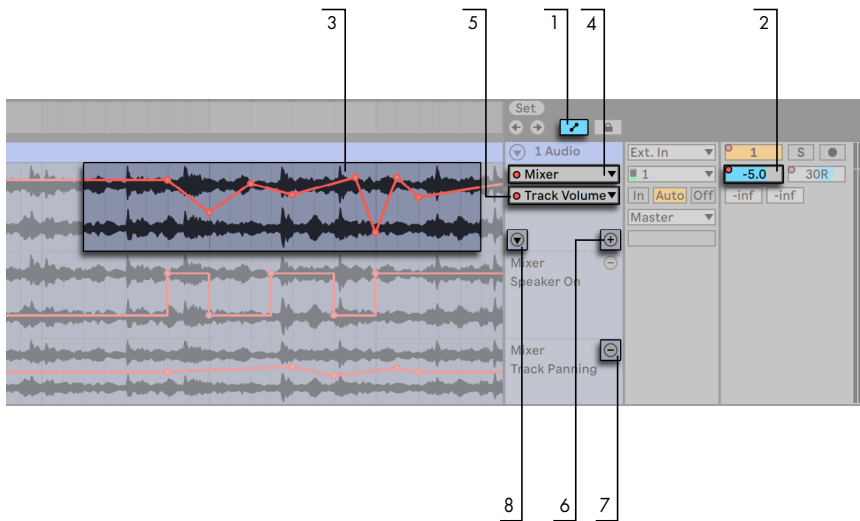 3 5 1 4 2
Set
1 Audio Ext. In 1 S
Mixer 1 -5.0 30R
Track Volume In Auto Off -inf -inf
Master
Mixer
Speaker On
Mixer
Track Panning
8 6 7